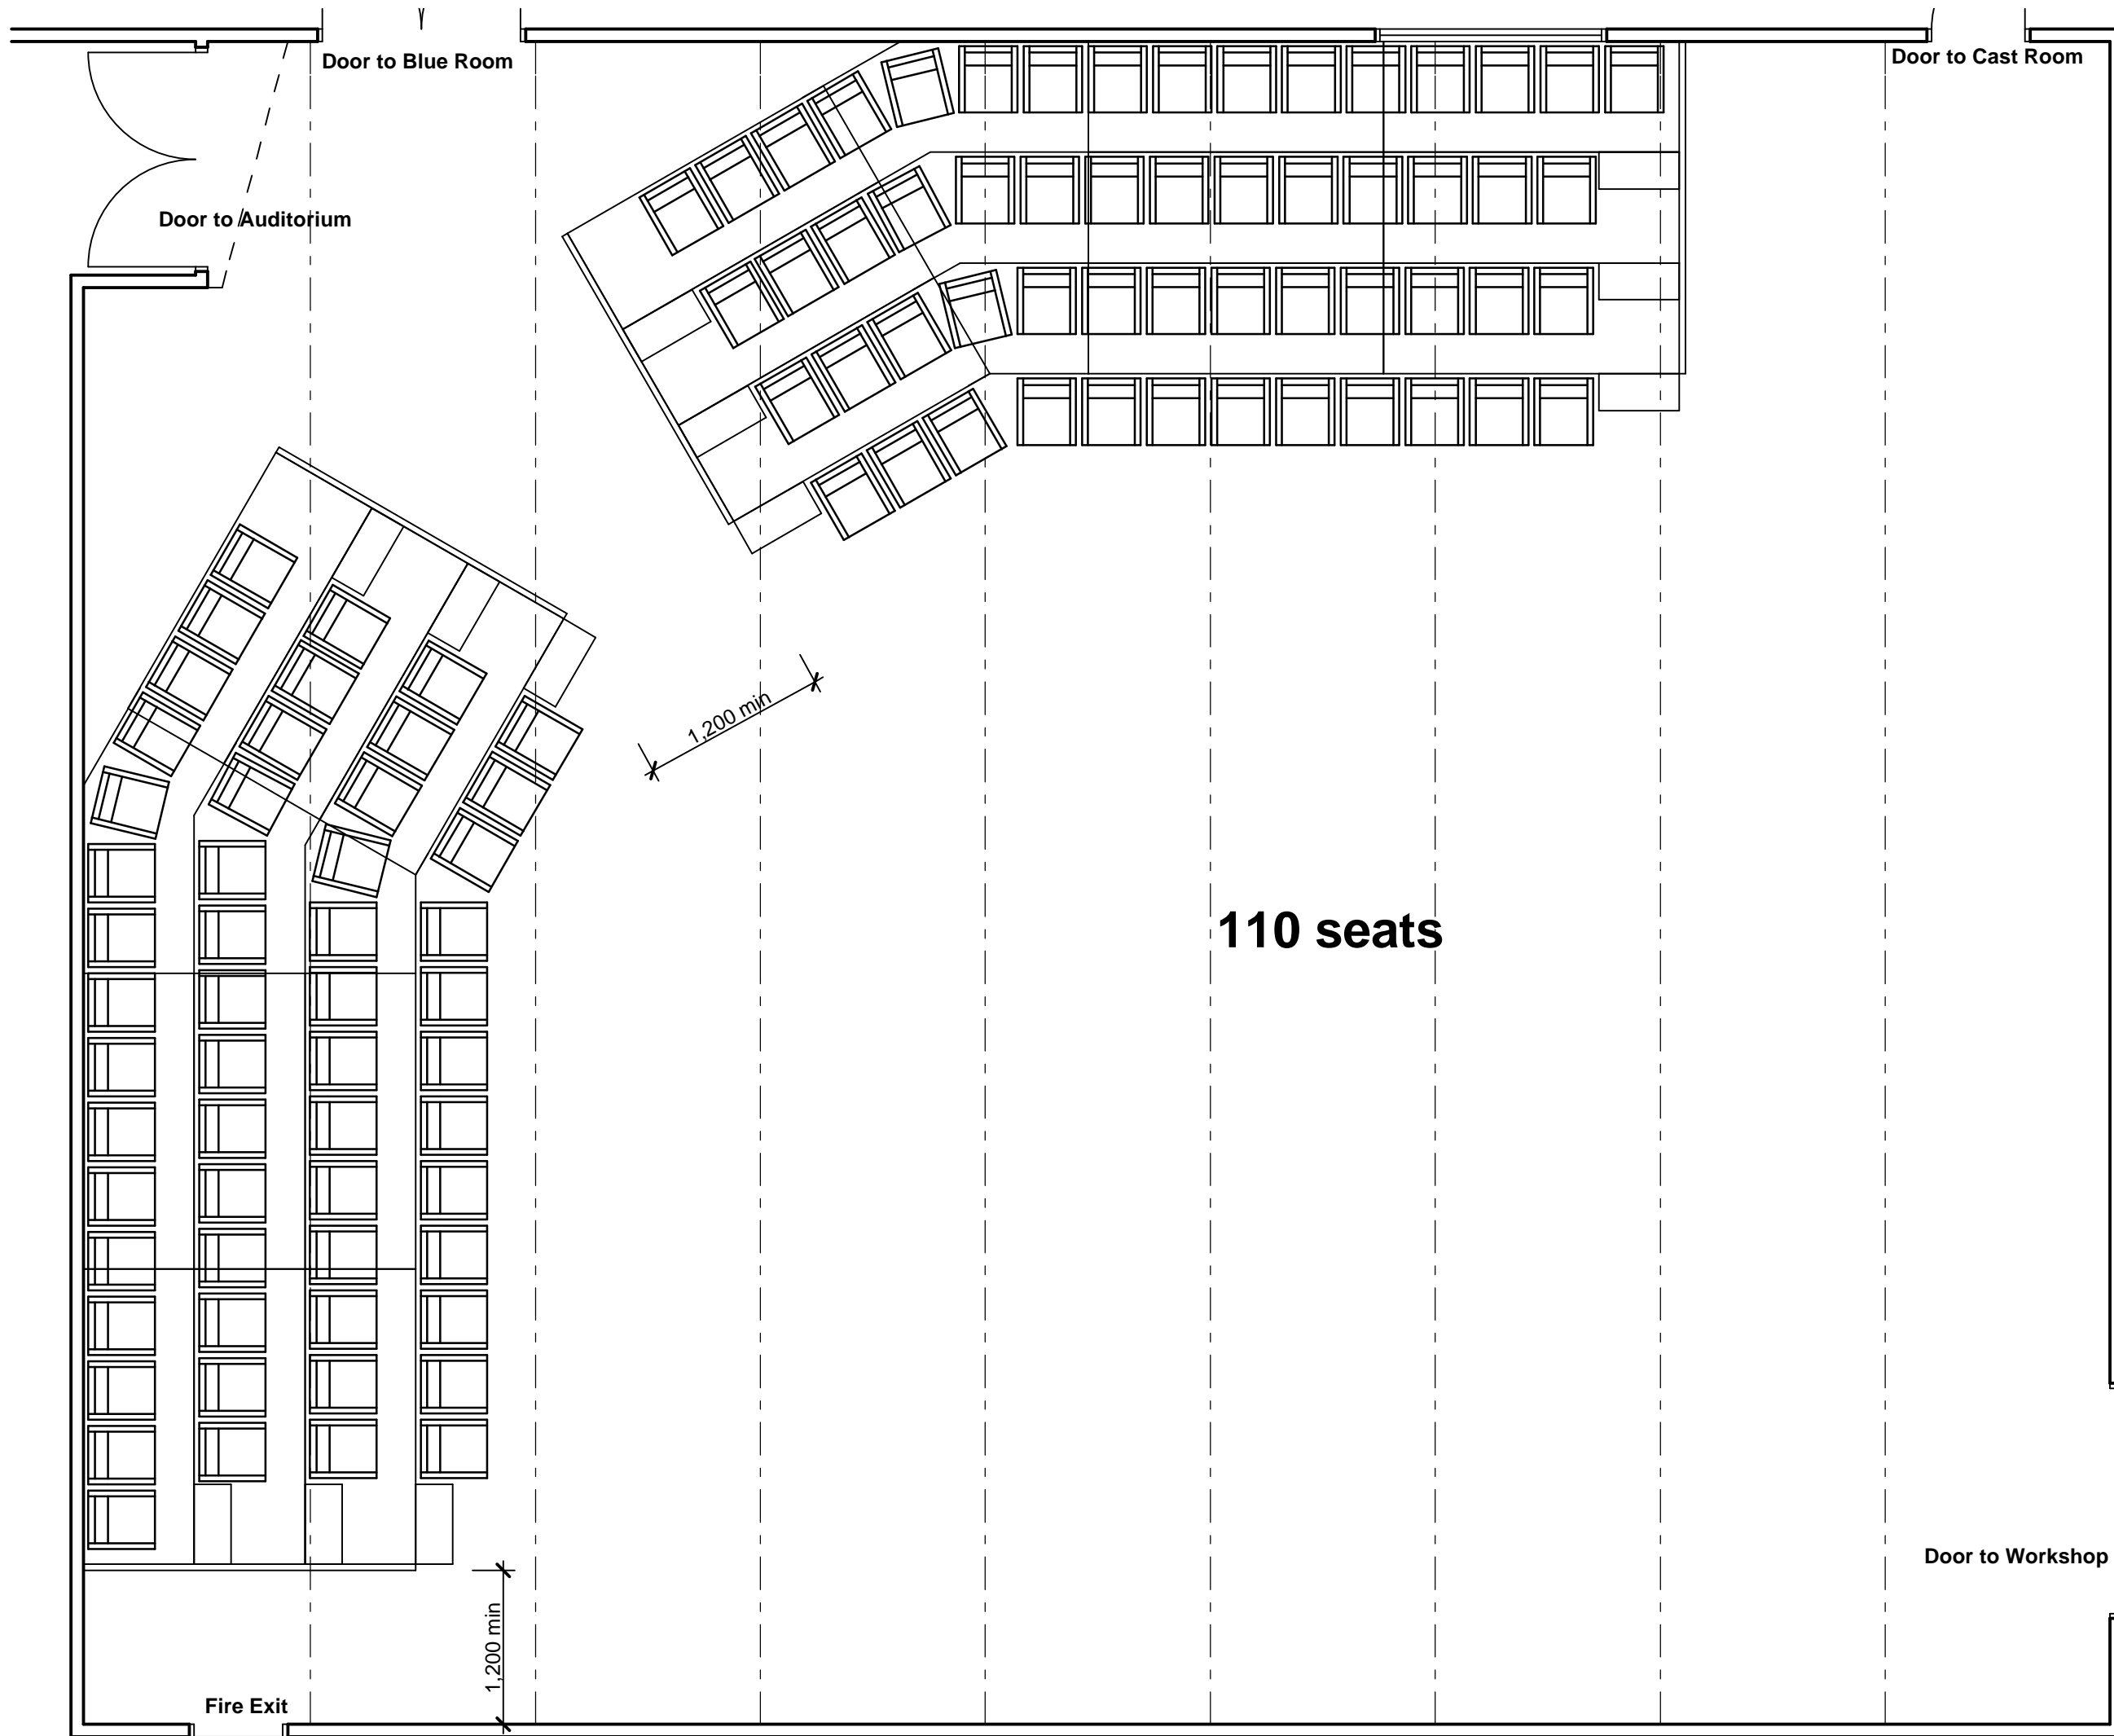 Door to Blue Room
Door to Cast Room
Door to Auditorium
1,200 min
110 seats
Door to Workshop
1,200 min
Fire Exit